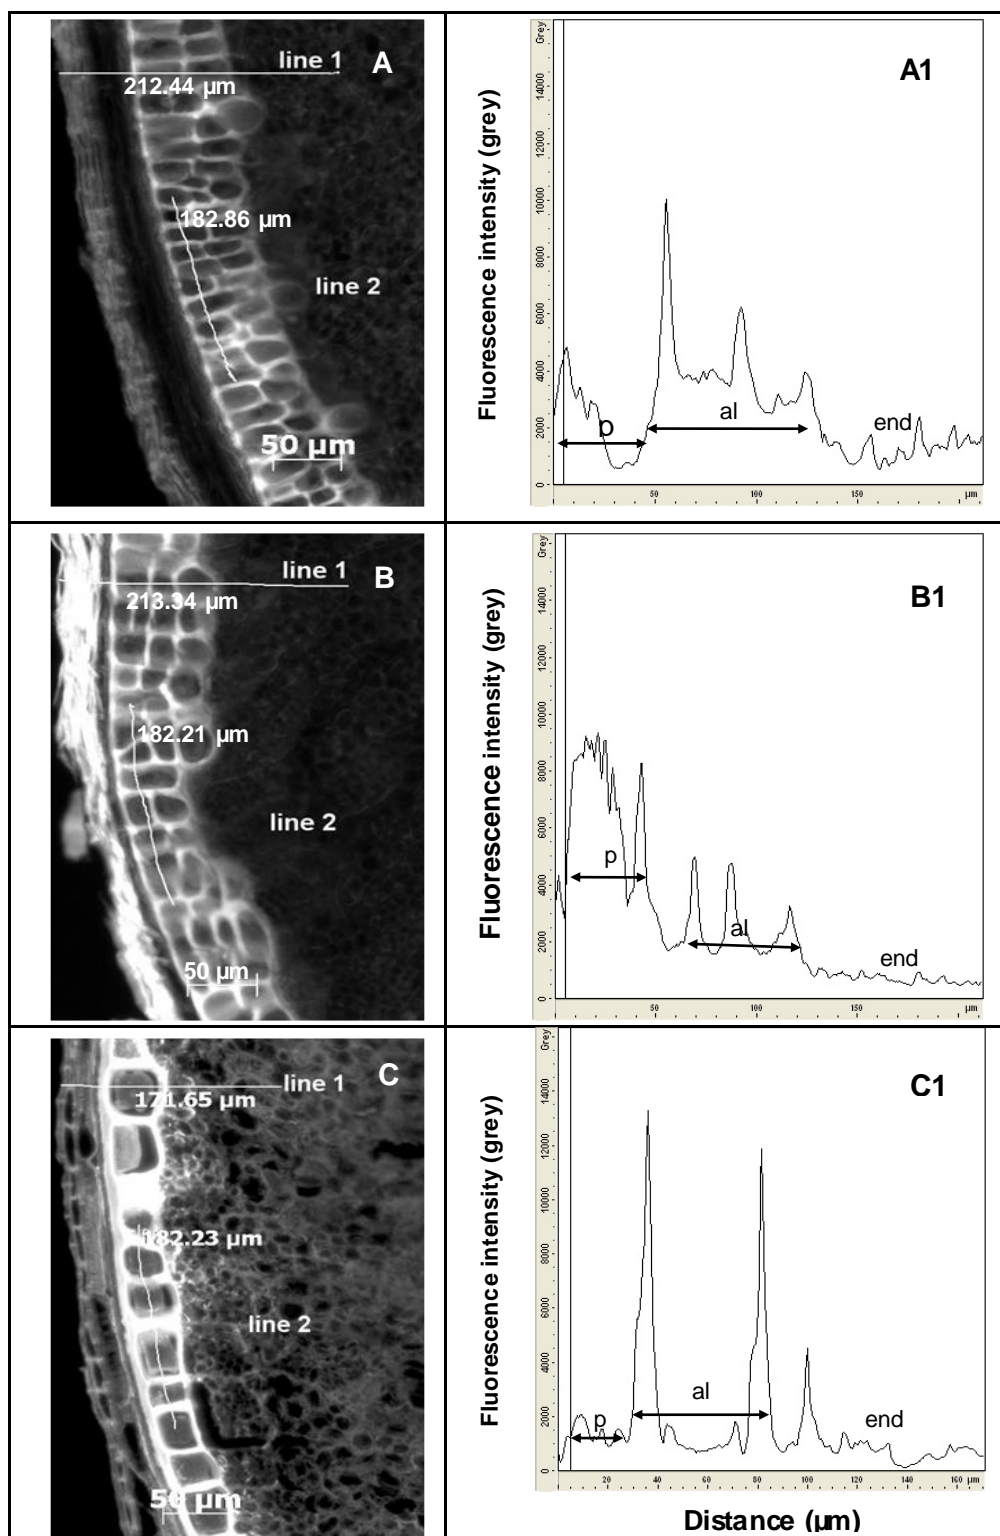 line 1
A
212.44 µm
182.86 µm
line 2
50 µm
A1
Fluorescence intensity (grey)
Grey
14000
12000
10000
8000
6000
4000
2000
0
p
al
end
50
100
150
µm
line 1
B
213.34 µm
182.21 µm
line 2
50 µm
B1
Fluorescence intensity (grey)
Grey
14000
12000
10000
8000
6000
4000
2000
0
p
al
end
50
100
150
µm
line 1
C
171.65 µm
182.23 µm
line 2
50 µm
C1
Fluorescence intensity (grey)
Grey
14000
12000
10000
8000
6000
4000
2000
0
p
al
end
20
40
60
80
100
120
140
160
µm
Distance (µm)